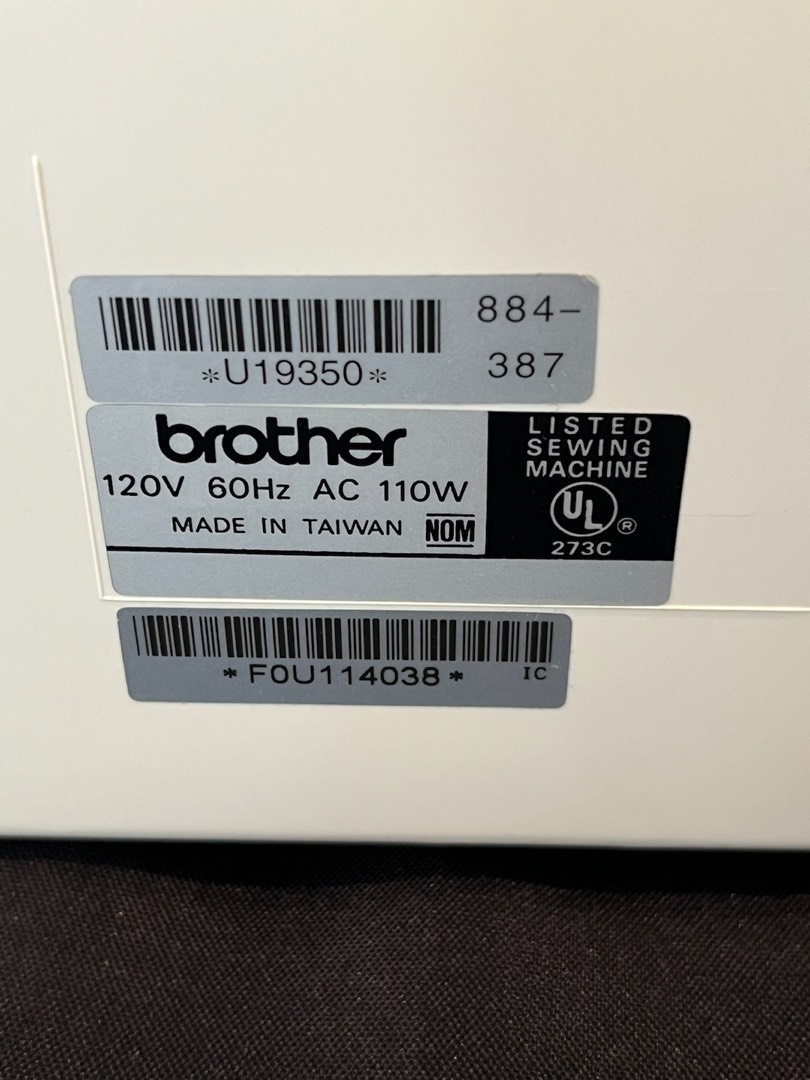 884-
387
*U19350*
brother
120V 60Hz AC 110W
MADE IN TAIWAN NOM
LISTED
SEWING
MACHINE
UL®
273C
*F0U114038* IC